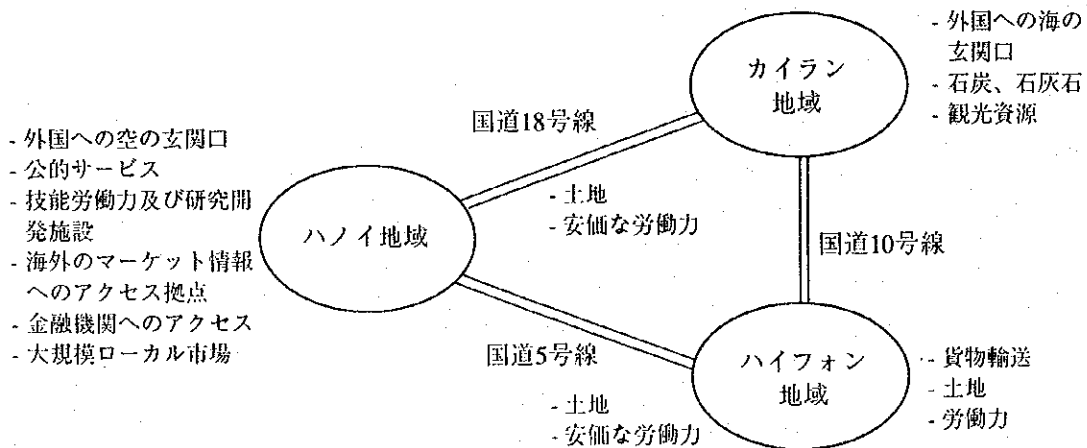 - 外国への海の
玄関口
- 石炭、石灰石
- 観光資源
カイラン
地域
国道18号線
- 外国への空の玄関口
- 公的サービス
- 技能労働力及び研究開
発施設
- 海外のマーケット情報
へのアクセス拠点
- 金融機関へのアクセス
- 大規模ローカル市場
ハノイ地域
- 土地
- 安価な労働力
国道10号線
国道5号線
- 土地
- 安価な労働力
ハイフォン
地域
- 貨物輸送
- 土地
- 労働力